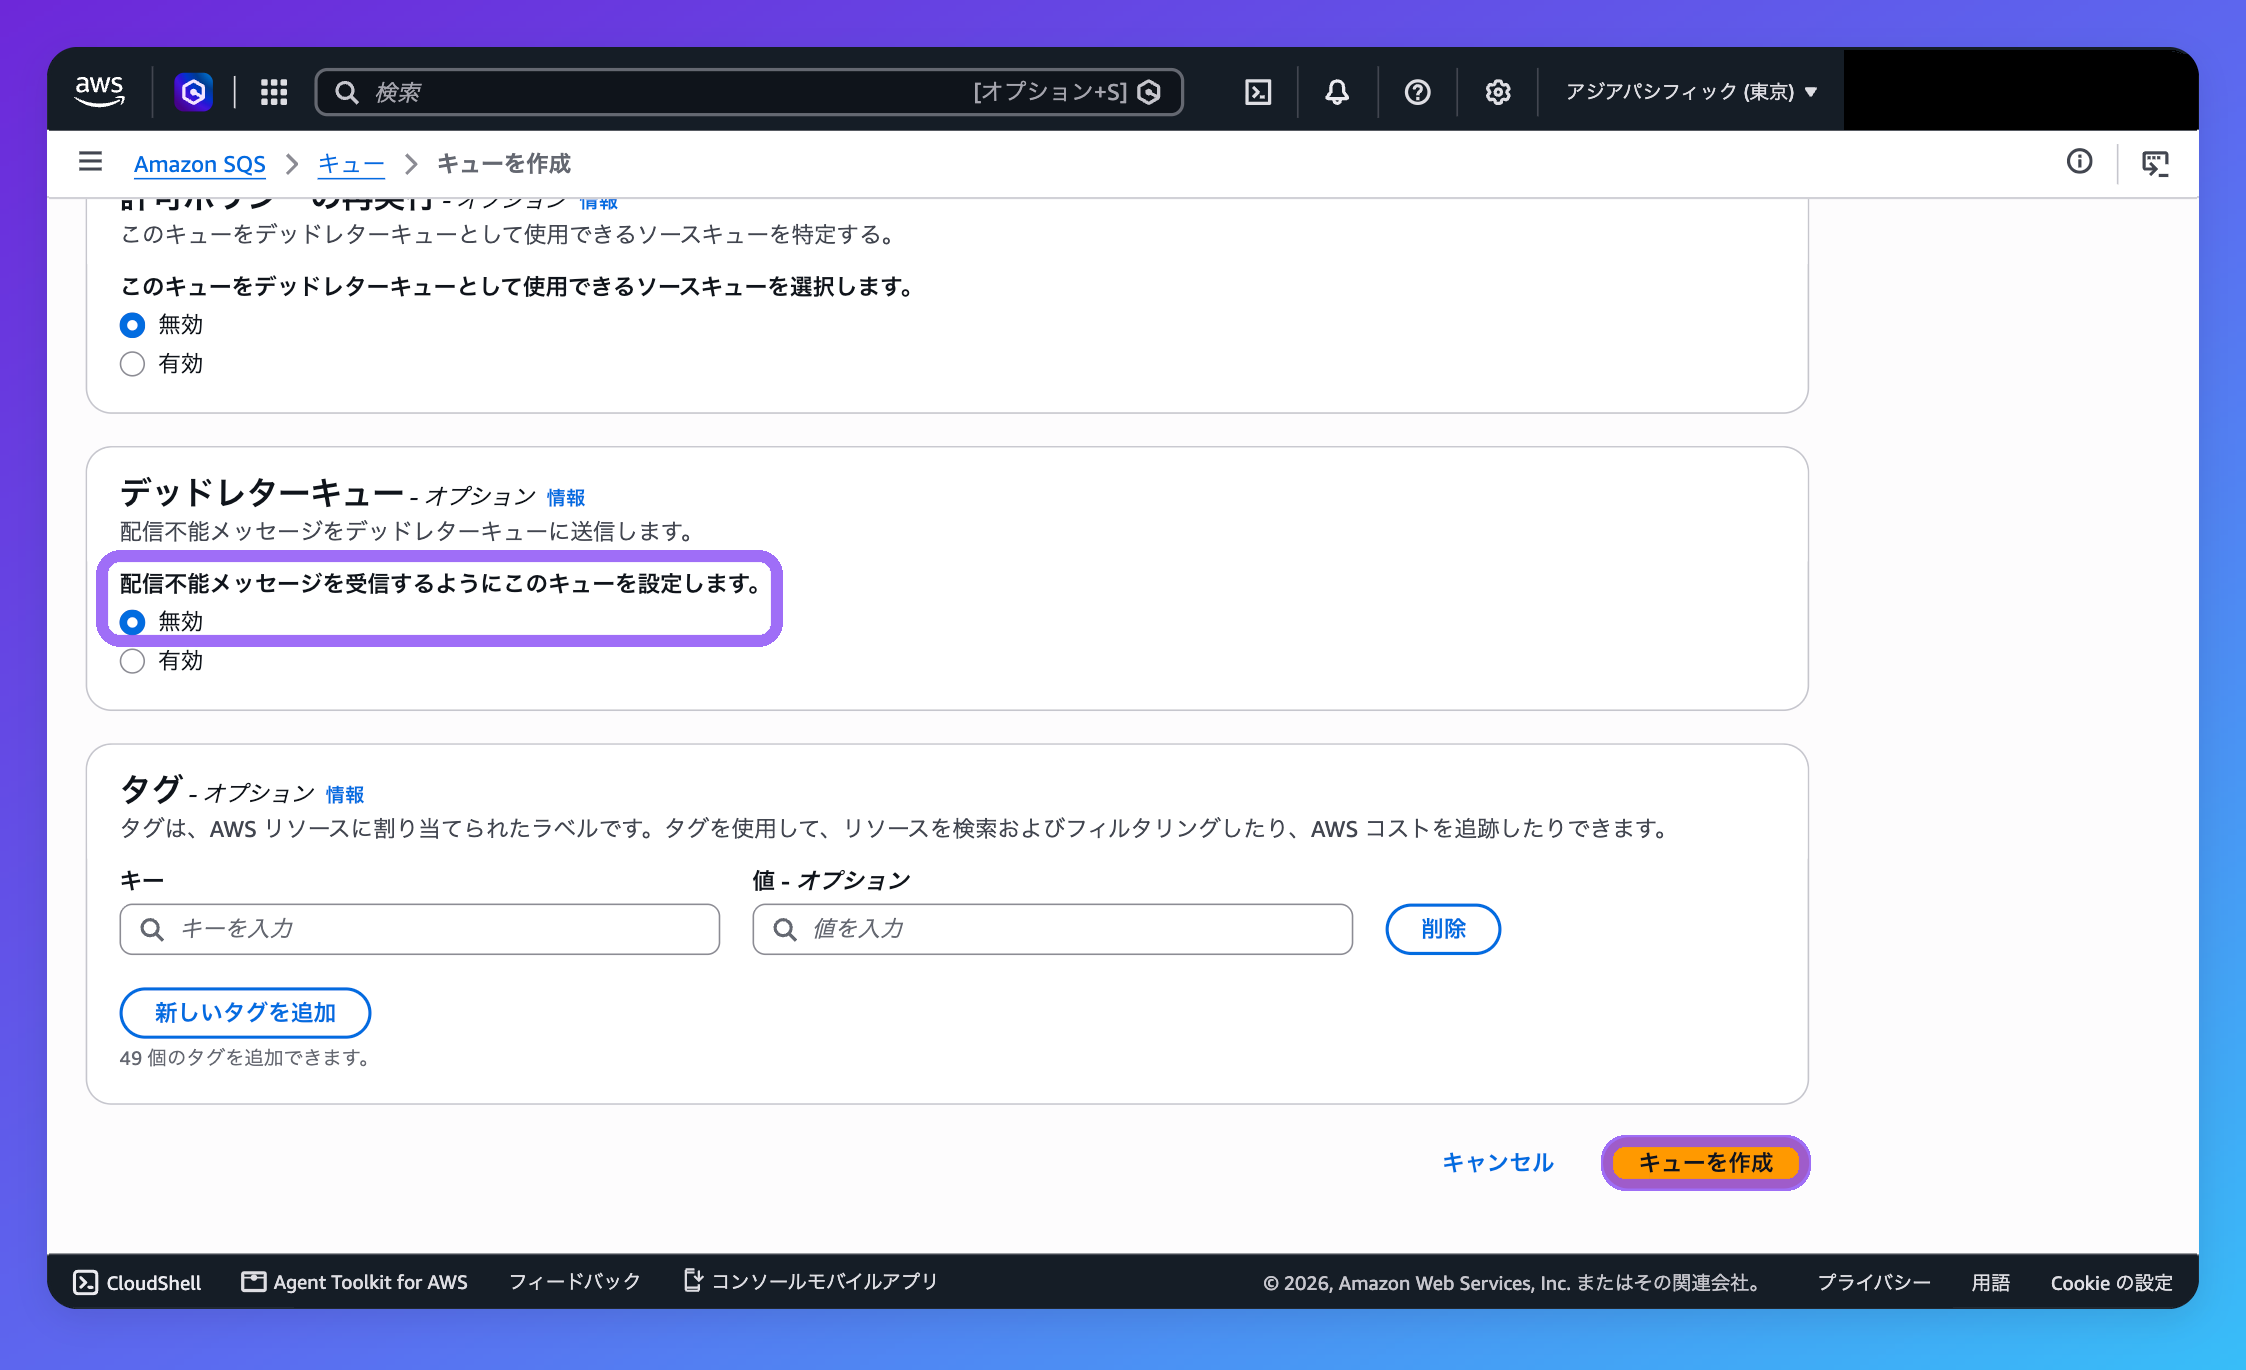 aws
検索 [オプション+S]
アジアパシフィック (東京) ▼
Amazon SQS > キュー > キューを作成
許可ポリシーの再実行 - オプション 情報
このキューをデッドレターキューとして使用できるソースキューを特定する。
このキューをデッドレターキューとして使用できるソースキューを選択します。
無効
有効
デッドレターキュー - オプション 情報
配信不能メッセージをデッドレターキューに送信します。
配信不能メッセージを受信するようにこのキューを設定します。
無効
有効
タグ - オプション 情報
タグは、AWS リソースに割り当てられたラベルです。タグを使用して、リソースを検索およびフィルタリングしたり、AWS コストを追跡したりできます。
キー
値 - オプション
キーを入力
値を入力
削除
新しいタグを追加
49 個のタグを追加できます。
キャンセル
キューを作成
CloudShell
Agent Toolkit for AWS
フィードバック
コンソールモバイルアプリ
© 2026, Amazon Web Services, Inc. またはその関連会社。
プライバシー
用語
Cookie の設定